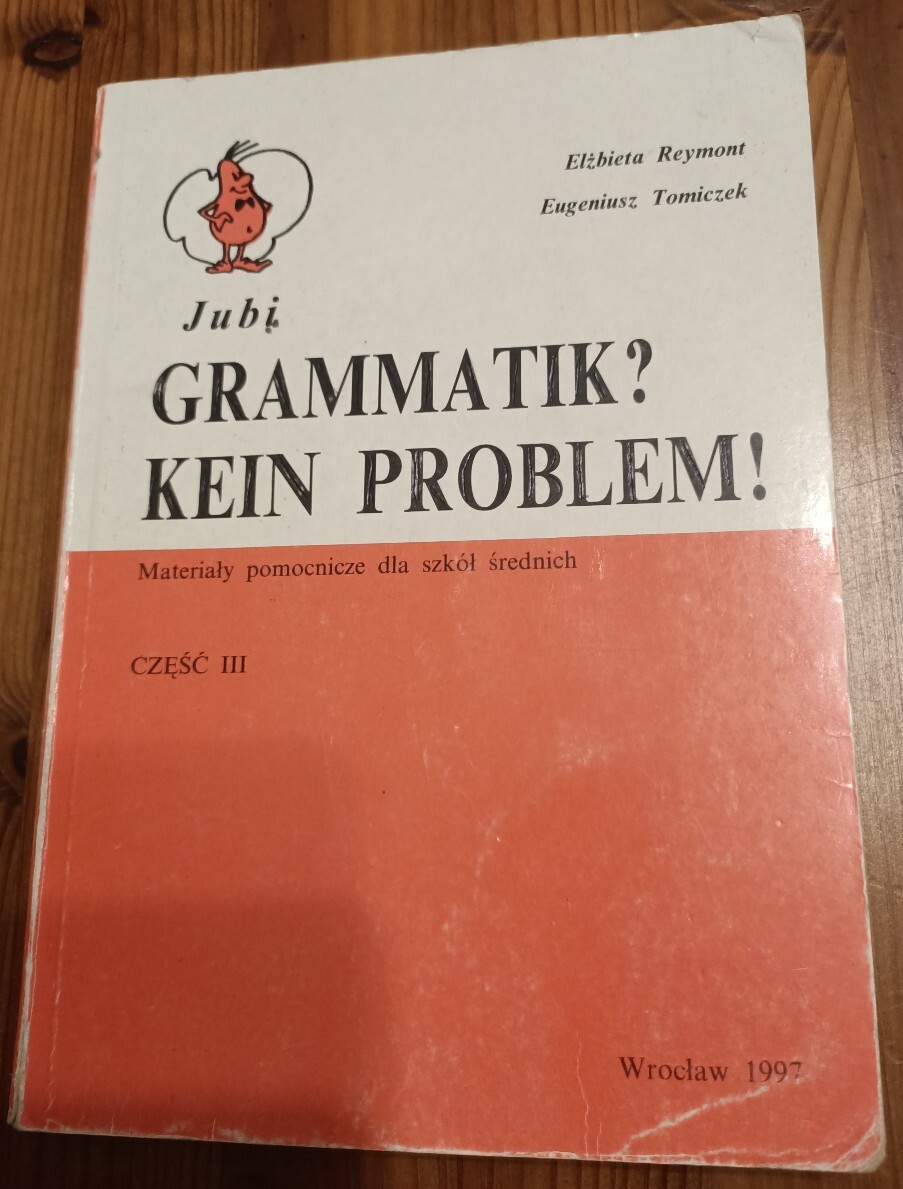 Elżbieta Reymont
Eugeniusz Tomiczek
Jubi
GRAMMATIK?
KEIN PROBLEM!
Materiały pomocnicze dla szkół średnich
CZĘŚĆ III
Wrocław 1997